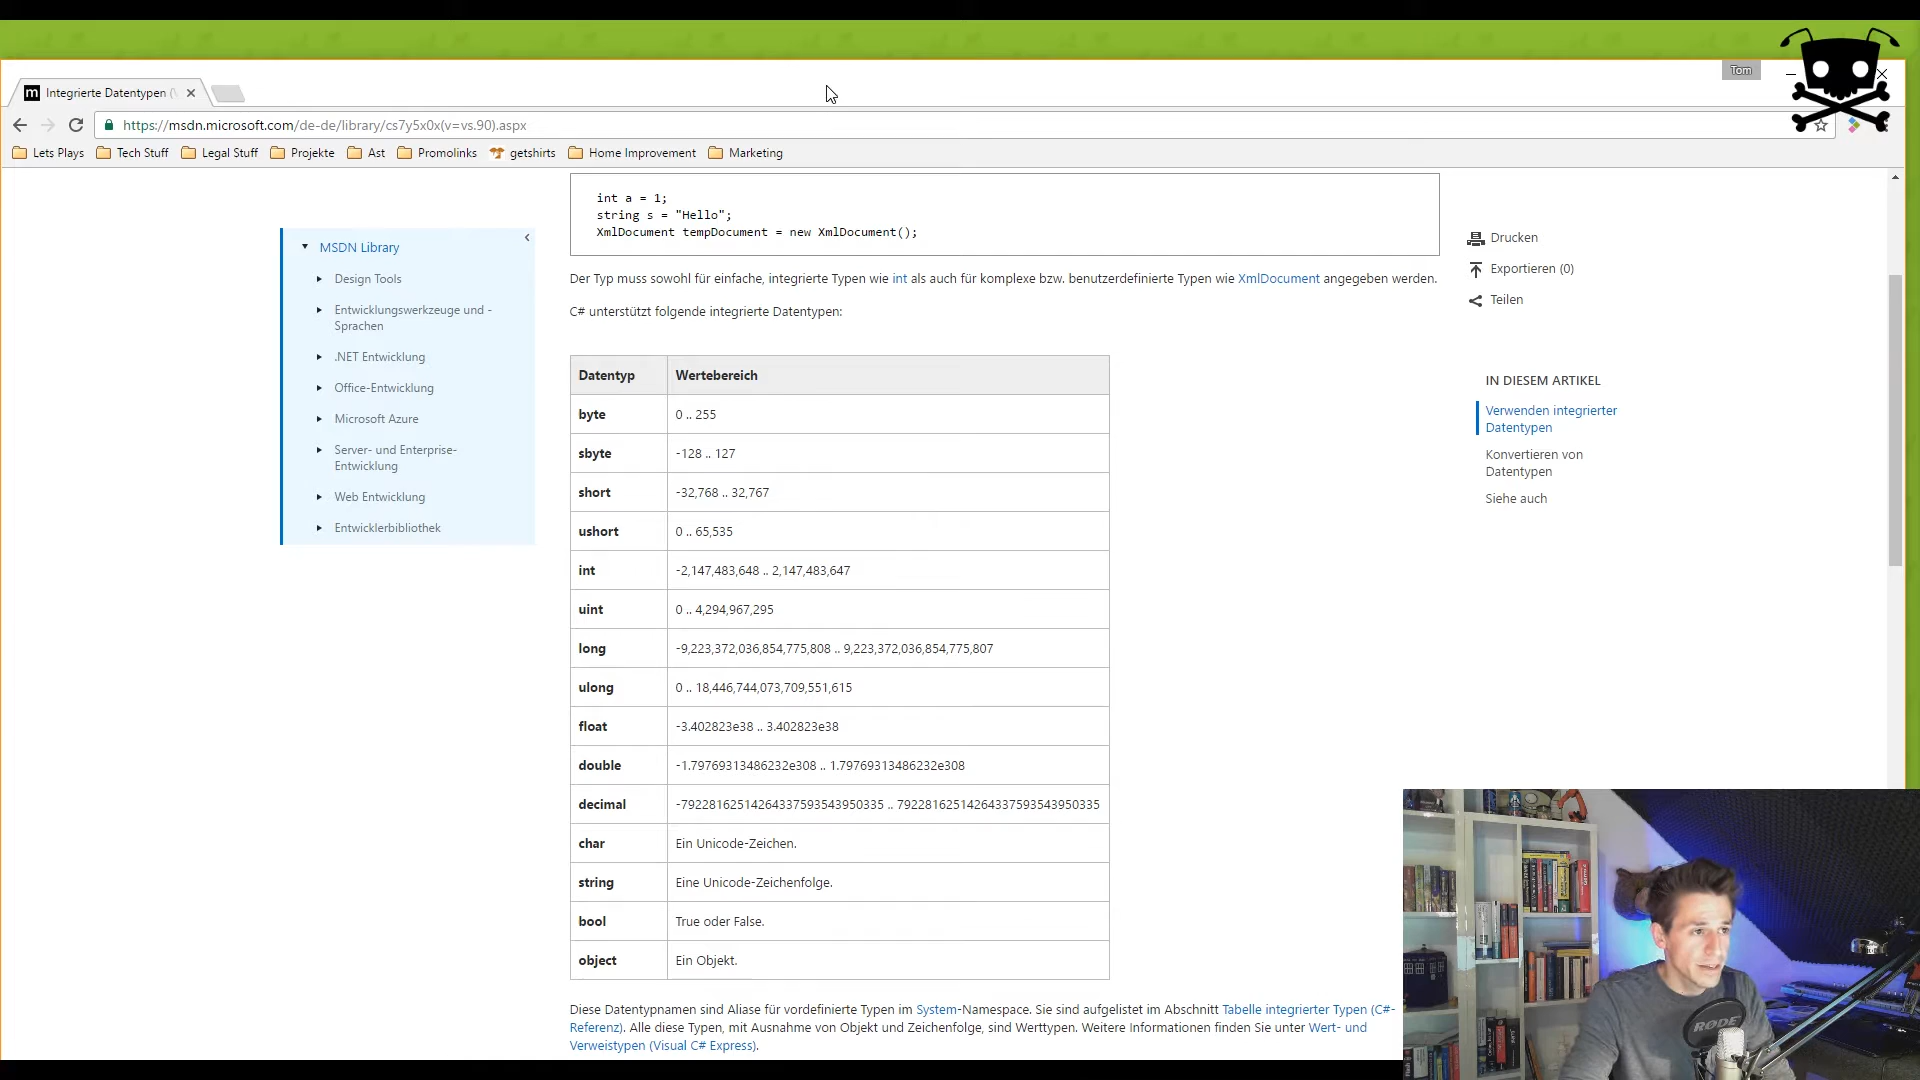 Tom
Integrierte Datentypen (
https://msdn.microsoft.com/de-de/library/cs7y5x0x(v=vs.90).aspx
Lets Plays Tech Stuff Legal Stuff Projekte Ast Promolinks getshirts Home Improvement Marketing
int a = 1;
string s = "Hello";
XmlDocument tempDocument = new XmlDocument();
Der Typ muss sowohl für einfache, integrierte Typen wie int als auch für komplexe bzw. benutzerdefinierte Typen wie XmlDocument angegeben werden.
C# unterstützt folgende integrierte Datentypen:
MSDN Library
Design Tools
Entwicklungswerkzeuge und -
Sprachen
.NET Entwicklung
Office-Entwicklung
Microsoft Azure
Server- und Enterprise-
Entwicklung
Web Entwicklung
Entwicklerbibliothek
Datentyp Wertebereich
byte 0 .. 255
sbyte -128 .. 127
short -32,768 .. 32,767
ushort 0 .. 65,535
int -2,147,483,648 .. 2,147,483,647
uint 0 .. 4,294,967,295
long -9,223,372,036,854,775,808 .. 9,223,372,036,854,775,807
ulong 0 .. 18,446,744,073,709,551,615
float -3.402823e38 .. 3.402823e38
double -1.79769313486232e308 .. 1.79769313486232e308
decimal -79228162514264337593543950335 .. 79228162514264337593543950335
char Ein Unicode-Zeichen.
string Eine Unicode-Zeichenfolge.
bool True oder False.
object Ein Objekt.
Diese Datentypnamen sind Aliase für vordefinierte Typen im System-Namespace. Sie sind aufgelistet im Abschnitt Tabelle integrierter Typen (C#-
Referenz). Alle diese Typen, mit Ausnahme von Objekt und Zeichenfolge, sind Werttypen. Weitere Informationen finden Sie unter Wert- und
Verweistypen (Visual C# Express).
Drucken
Exportieren (0)
Teilen
IN DIESEM ARTIKEL
Verwenden integrierter
Datentypen
Konvertieren von
Datentypen
Siehe auch
RØDE